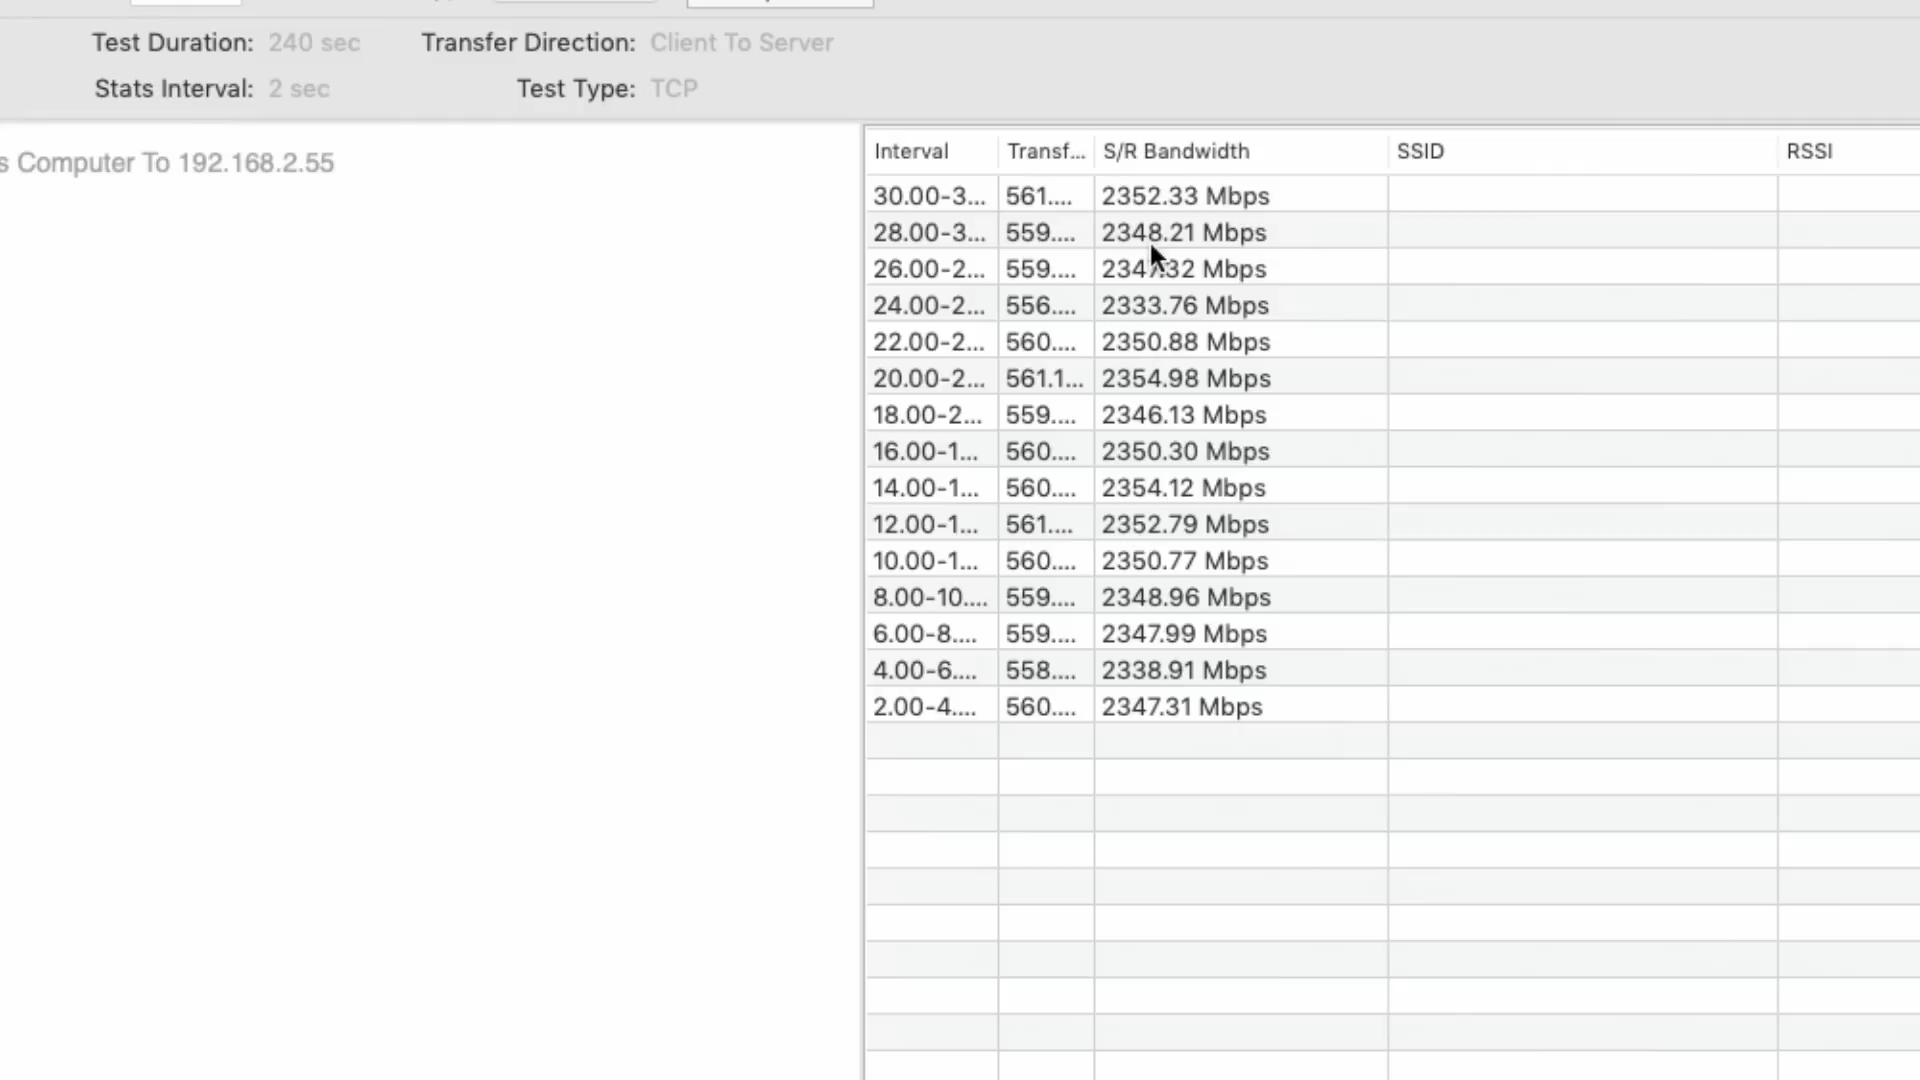 Test Duration: 240 sec Transfer Direction: Client To Server
Stats Interval: 2 sec Test Type: TCP
s Computer To 192.168.2.55
Interval Transf... S/R Bandwidth SSID RSSI
30.00-3... 561.... 2352.33 Mbps
28.00-3... 559.... 2348.21 Mbps
26.00-2... 559.... 2347.32 Mbps
24.00-2... 556.... 2333.76 Mbps
22.00-2... 560.... 2350.88 Mbps
20.00-2... 561.1... 2354.98 Mbps
18.00-2... 559.... 2346.13 Mbps
16.00-1... 560.... 2350.30 Mbps
14.00-1... 560.... 2354.12 Mbps
12.00-1... 561.... 2352.79 Mbps
10.00-1... 560.... 2350.77 Mbps
8.00-10.... 559.... 2348.96 Mbps
6.00-8.... 559.... 2347.99 Mbps
4.00-6.... 558.... 2338.91 Mbps
2.00-4.... 560.... 2347.31 Mbps